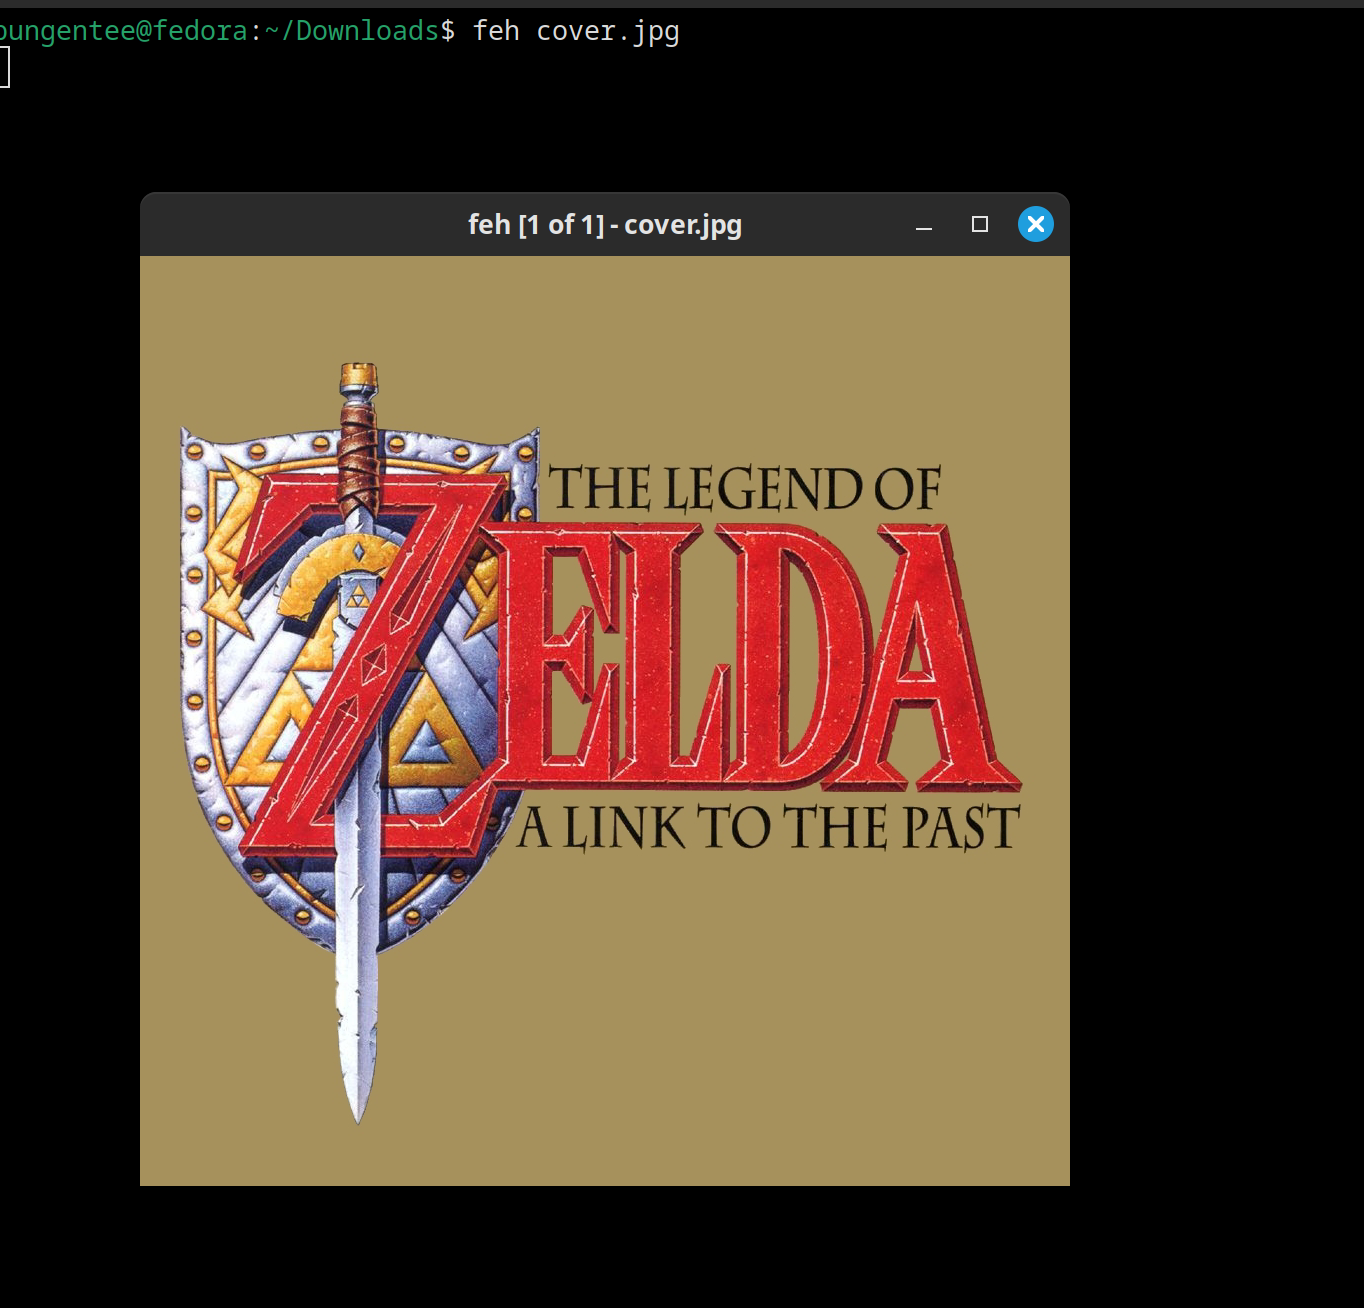 pungentee@fedora:~/Downloads$ feh cover.jpg
feh [1 of 1] - cover.jpg
THE LEGEND OF
ZELDA
A LINK TO THE PAST